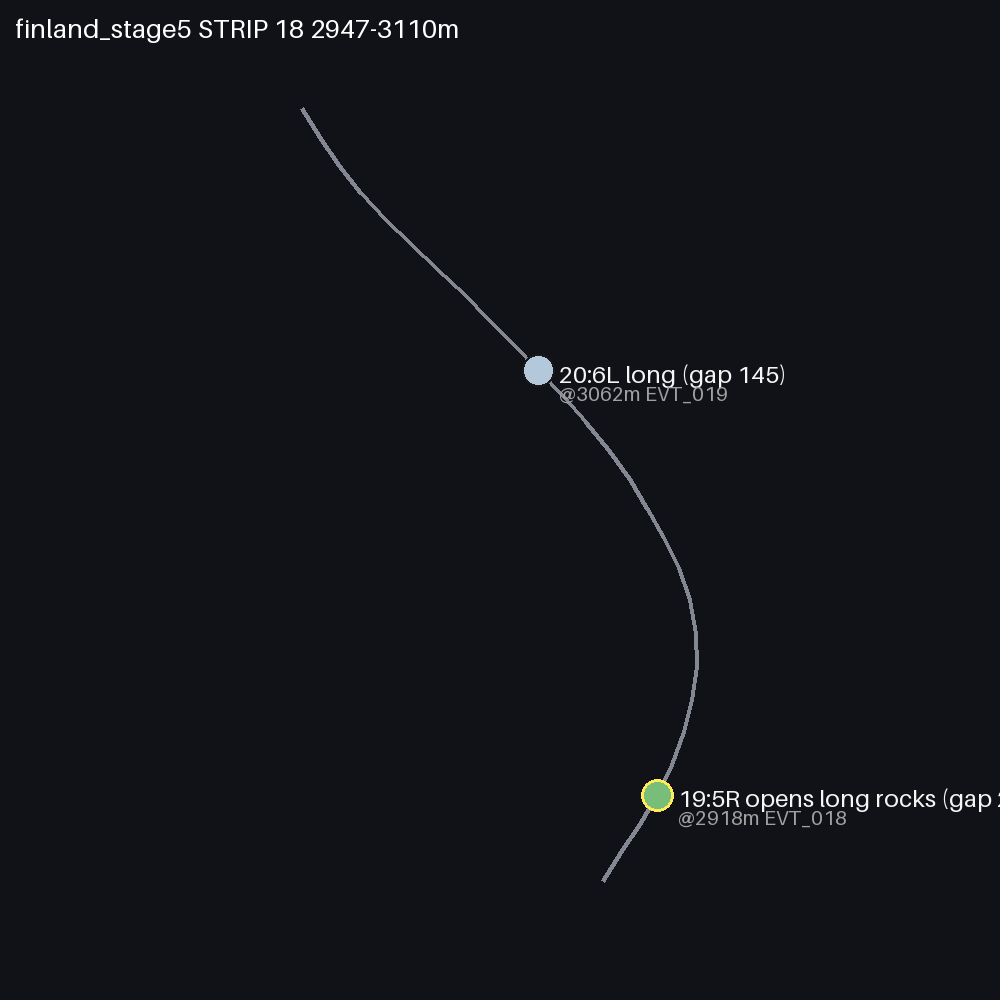 finland_stage5 STRIP 18 2947-3110m
20:6L long (gap 145)
@3062m EVT_019
19:5R opens long rocks (gap
@2918m EVT_018